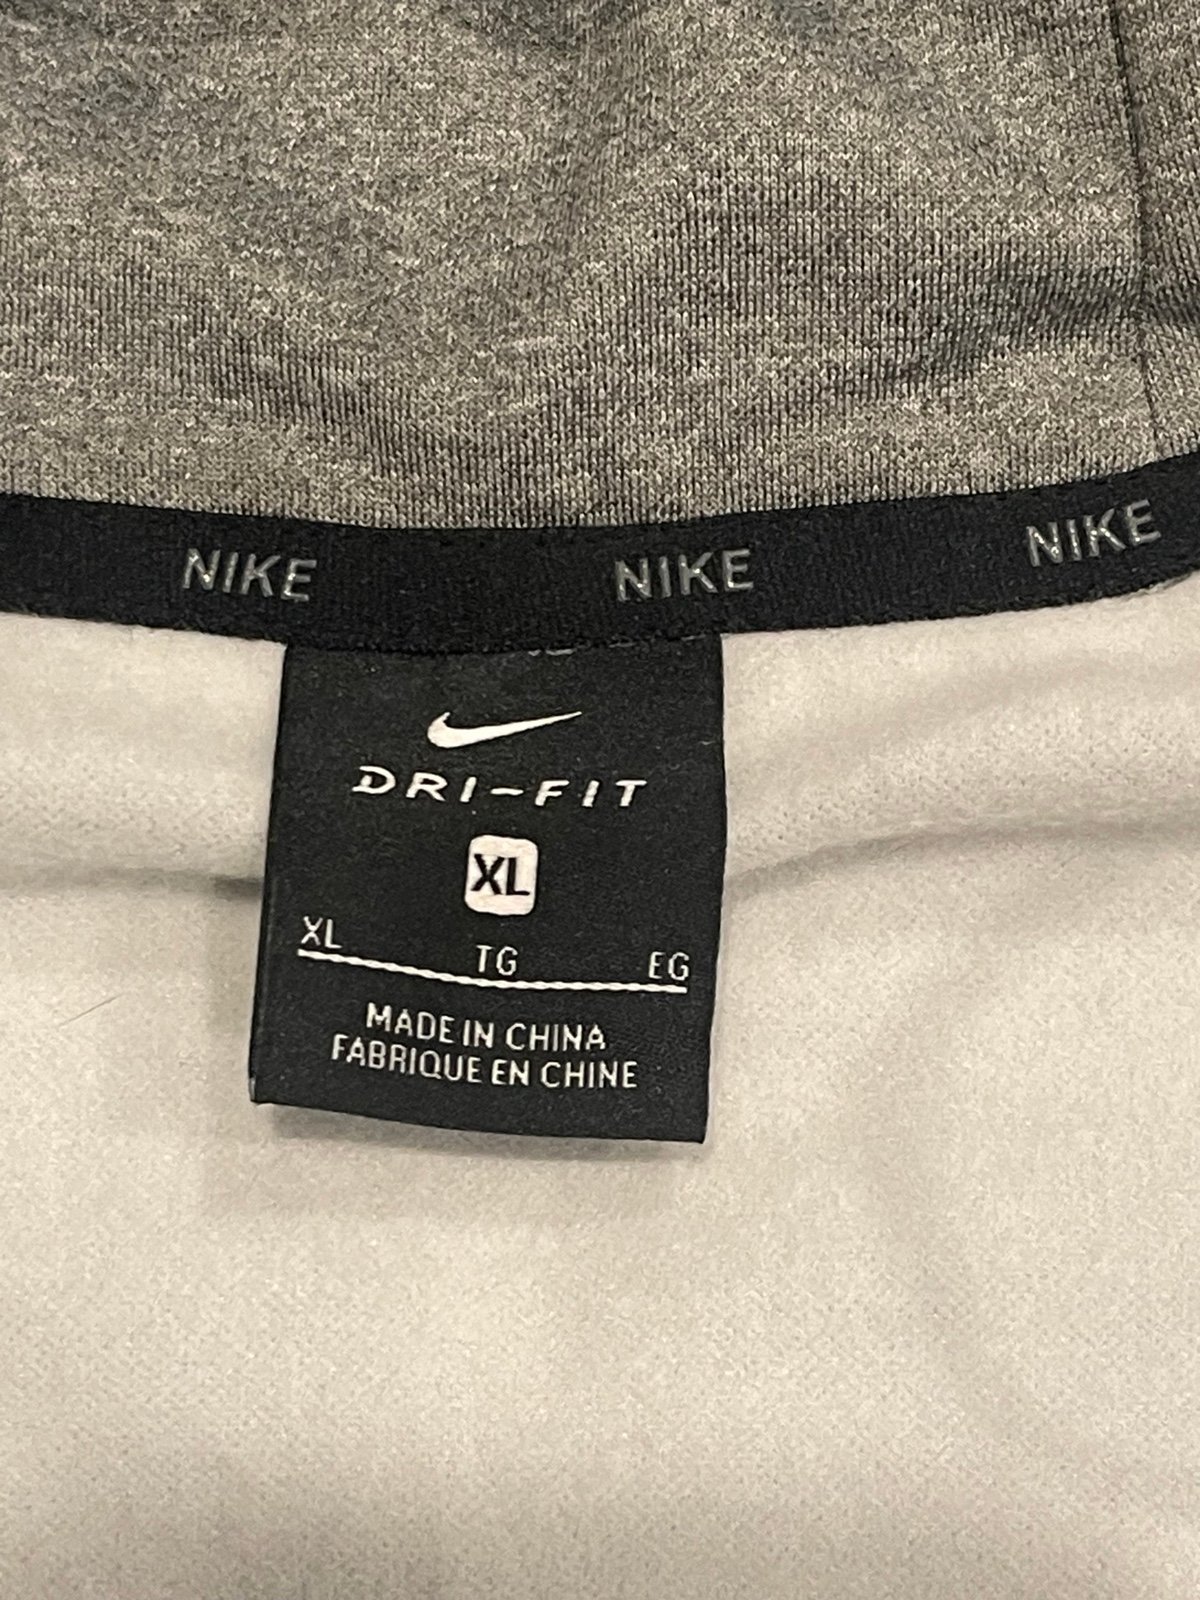 NIKE NIKE NIKE
DRI-FIT
XL
XL TG EG
MADE IN CHINA
FABRIQUE EN CHINE